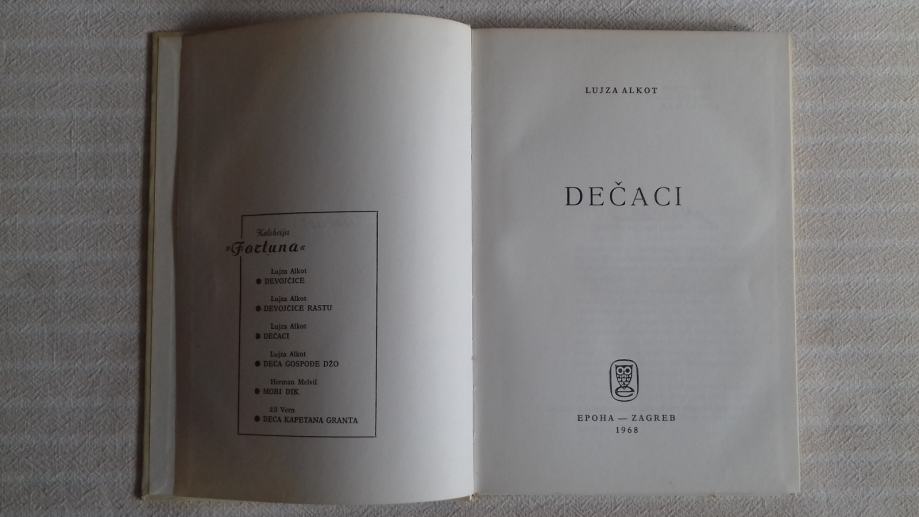 Kolekcija
»Fortuna«
Lujza Alkot
● DEVOJČICE
Lujza Alkot
● DEVOJČICE RASTU
Lujza Alkot
● DEČACI
Lujza Alkot
● DECA GOSPOĐE DŽO
Herman Melvil
● MOBI DIK
Žil Vern
● DECA KAPETANA GRANTA
LUJZA ALKOT
DEČACI
EPOHA — ZAGREB
1968